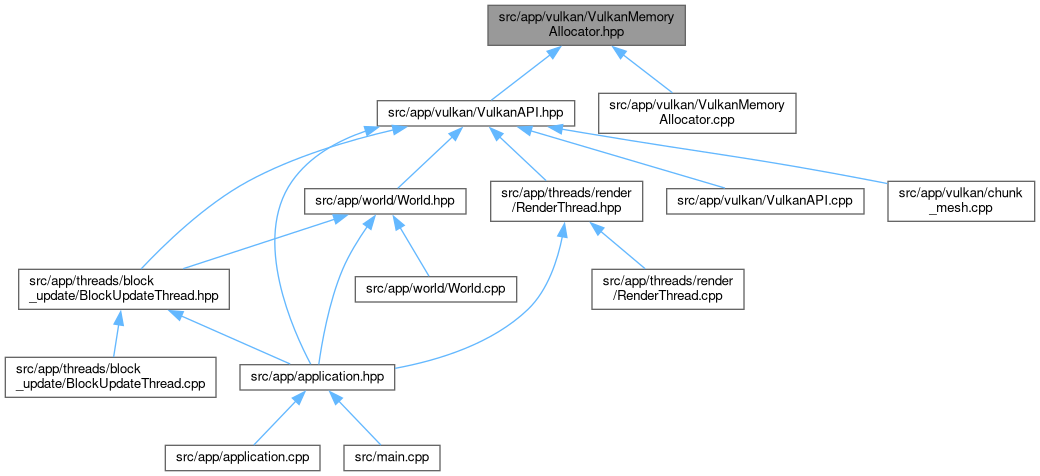 src/app/vulkan/VulkanMemory
Allocator.hpp
src/app/vulkan/VulkanAPI.hpp
src/app/vulkan/VulkanMemory
Allocator.cpp
src/app/world/World.hpp
src/app/threads/render
/RenderThread.hpp
src/app/vulkan/VulkanAPI.cpp
src/app/vulkan/chunk
_mesh.cpp
src/app/threads/block
_update/BlockUpdateThread.hpp
src/app/world/World.cpp
src/app/threads/render
/RenderThread.cpp
src/app/threads/block
_update/BlockUpdateThread.cpp
src/app/application.hpp
src/app/application.cpp
src/main.cpp